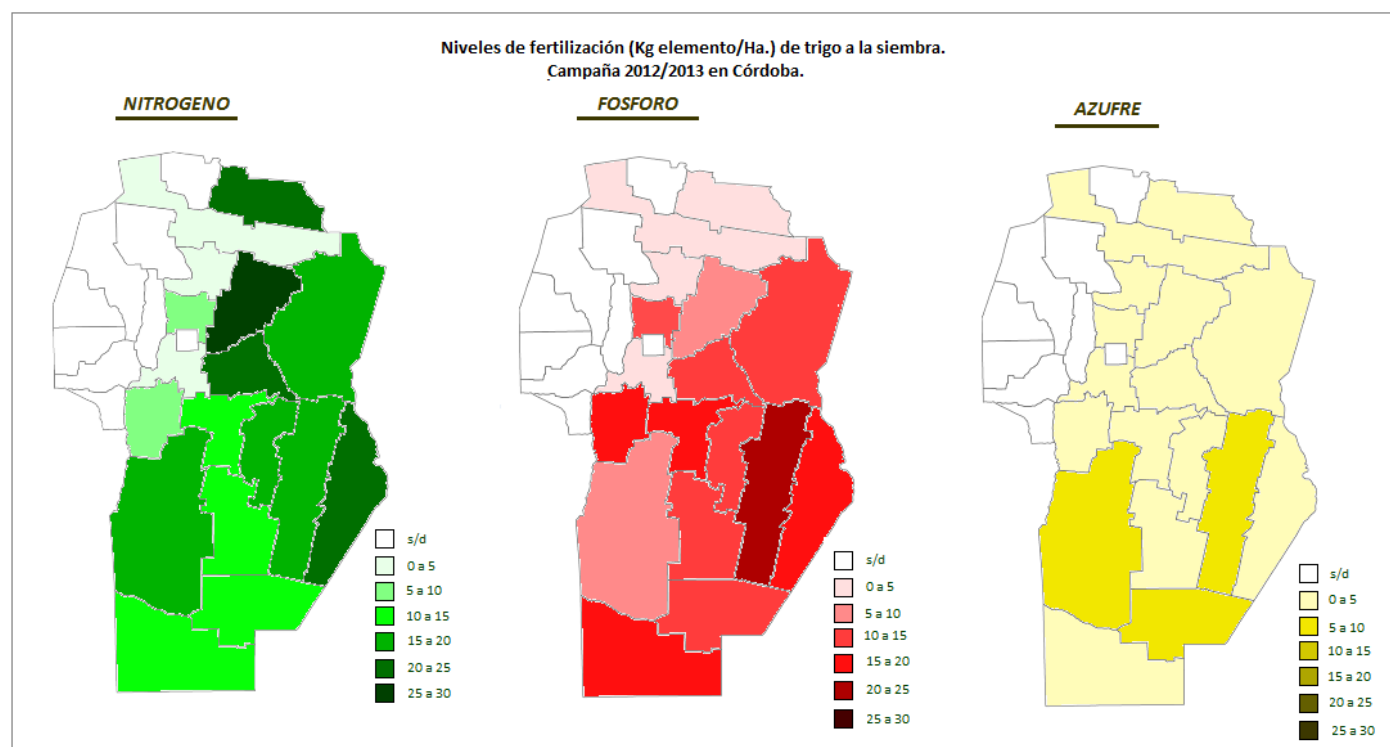 Niveles de fertilización (Kg elemento/Ha.) de trigo a la siembra.
Campaña 2012/2013 en Córdoba.
NITROGENO
FOSFORO
AZUFRE
s/d
0 a 5
5 a 10
10 a 15
15 a 20
20 a 25
25 a 30
s/d
0 a 5
5 a 10
10 a 15
15 a 20
20 a 25
25 a 30
s/d
0 a 5
5 a 10
10 a 15
15 a 20
20 a 25
25 a 30